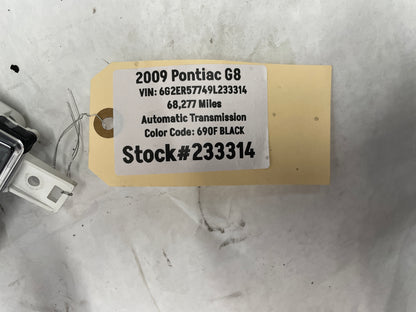 2009 Pontiac G8
VIN: 6G2ER57749L233314
68,277 Miles
Automatic Transmission
Color Code: 690F BLACK
Stock#233314